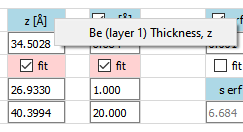 z [Å]
Be (layer 1) Thickness, z
34.5028
fit fit fit
26.9330 1.000
s erf
40.3994 20.000 6.684